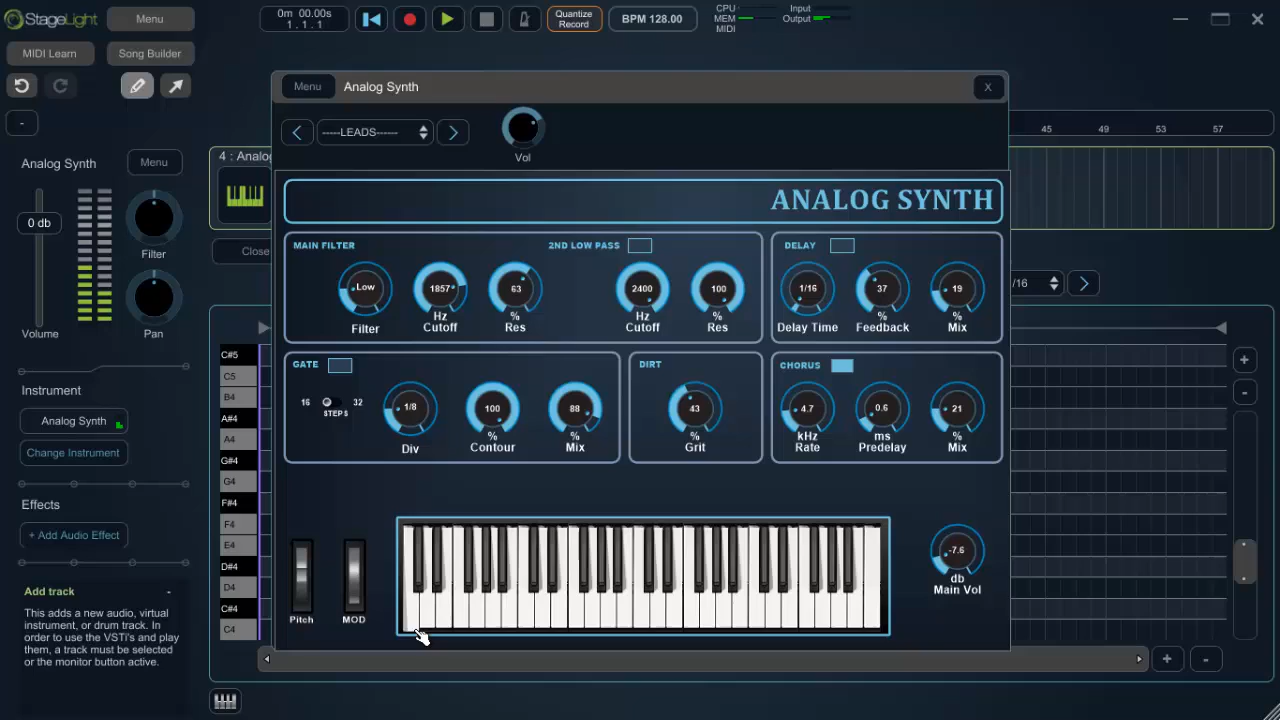 StageLight
Menu
0m 00.00s
1 . 1 . 1
Quantize
Record
BPM 128.00
CPU
MEM
MIDI
Input
Output
MIDI Learn
Song Builder
Menu
Analog Synth
X
-
-----LEADS------
Vol
45
49
53
57
Analog Synth
Menu
4 : Analog
0 db
Filter
Volume
Pan
Close
/16
ANALOG SYNTH
MAIN FILTER
2ND LOW PASS
DELAY
Low
1857
63
2400
100
1/16
37
19
Filter
Hz
Cutoff
%
Res
Hz
Cutoff
%
Res
Delay Time
%
Feedback
%
Mix
GATE
DIRT
CHORUS
16
32
STEPS
1/8
100
88
43
4.7
0.6
21
Div
%
Contour
%
Mix
%
Grit
kHz
Rate
ms
Predelay
%
Mix
Instrument
Analog Synth
Change Instrument
Effects
+ Add Audio Effect
Add track
-
This adds a new audio, virtual
instrument, or drum track. In
order to use the VSTi's and play
them, a track must be selected
or the monitor button active.
C#5
C5
B4
A#4
A4
G#4
G4
F#4
F4
E4
D#4
D4
C#4
C4
+
-
Pitch
MOD
-7.6
db
Main Vol
+
-